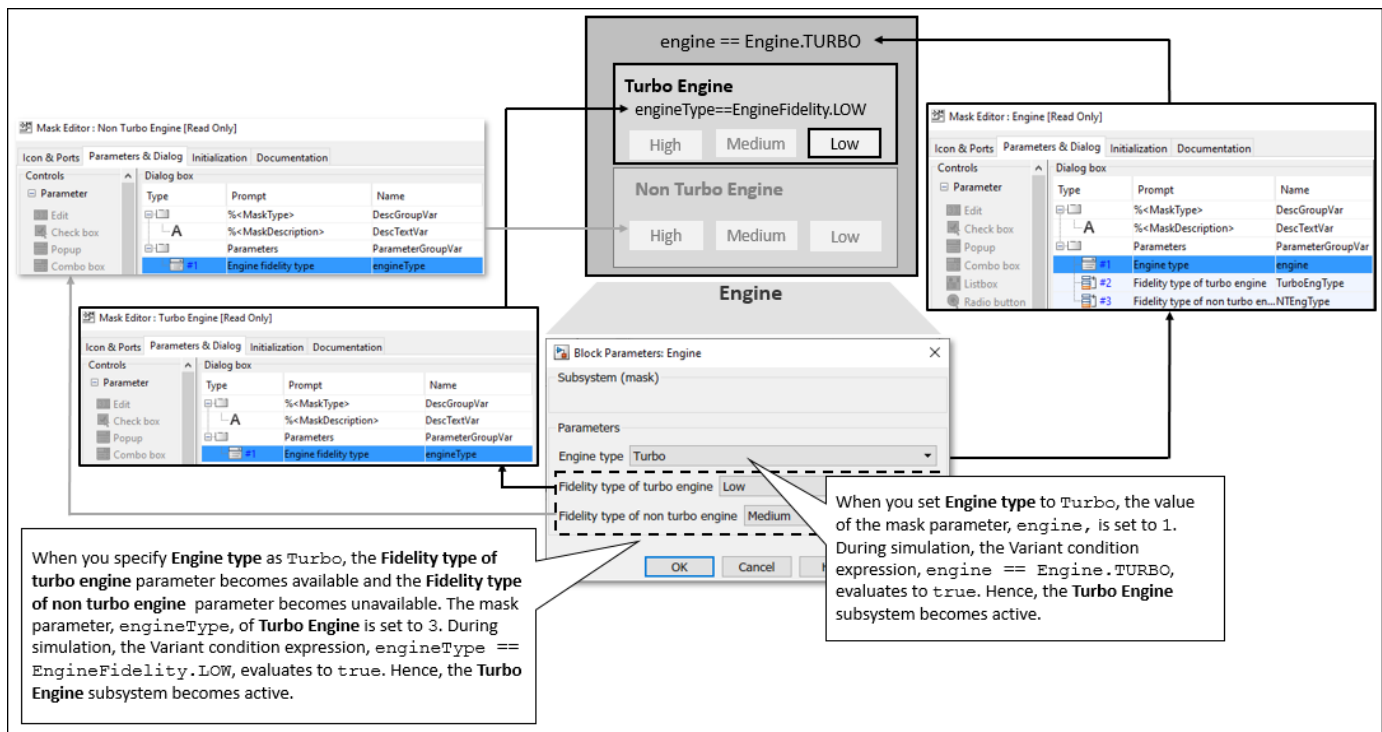 engine == Engine.TURBO
Turbo Engine
engineType==EngineFidelity.LOW
High Medium Low
Non Turbo Engine
High Medium Low
Engine
Mask Editor : Non Turbo Engine [Read Only]
Icon & Ports Parameters & Dialog Initialization Documentation
Controls Dialog box
Parameter Type Prompt Name
Edit %<MaskType> DescGroupVar
Check box A %<MaskDescription> DescTextVar
Popup Parameters ParameterGroupVar
Combo box #1 Engine fidelity type engineType
Mask Editor : Engine [Read Only]
Icon & Ports Parameters & Dialog Initialization Documentation
Controls Dialog box
Parameter Type Prompt Name
Edit %<MaskType> DescGroupVar
Check box A %<MaskDescription> DescTextVar
Popup Parameters ParameterGroupVar
Combo box #1 Engine type engine
Listbox #2 Fidelity type of turbo engine TurboEngType
Radio button #3 Fidelity type of non turbo en... NTEngType
Mask Editor : Turbo Engine [Read Only]
Icon & Ports Parameters & Dialog Initialization Documentation
Controls Dialog box
Parameter Type Prompt Name
Edit %<MaskType> DescGroupVar
Check box A %<MaskDescription> DescTextVar
Popup Parameters ParameterGroupVar
Combo box #1 Engine fidelity type engineType
Block Parameters: Engine
Subsystem (mask)
Parameters
Engine type Turbo
Fidelity type of turbo engine Low
Fidelity type of non turbo engine Medium
OK Cancel
When you specify Engine type as Turbo, the Fidelity type of
turbo engine parameter becomes available and the Fidelity type
of non turbo engine parameter becomes unavailable. The mask
parameter, engineType, of Turbo Engine is set to 3. During
simulation, the Variant condition expression, engineType ==
EngineFidelity.LOW, evaluates to true. Hence, the Turbo
Engine subsystem becomes active.
When you set Engine type to Turbo, the value
of the mask parameter, engine, is set to 1.
During simulation, the Variant condition
expression, engine == Engine.TURBO,
evaluates to true. Hence, the Turbo Engine
subsystem becomes active.